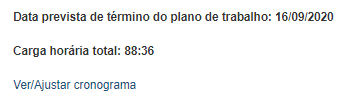 Data prevista de término do plano de trabalho: 16/09/2020
Carga horária total: 88:36
Ver/Ajustar cronograma